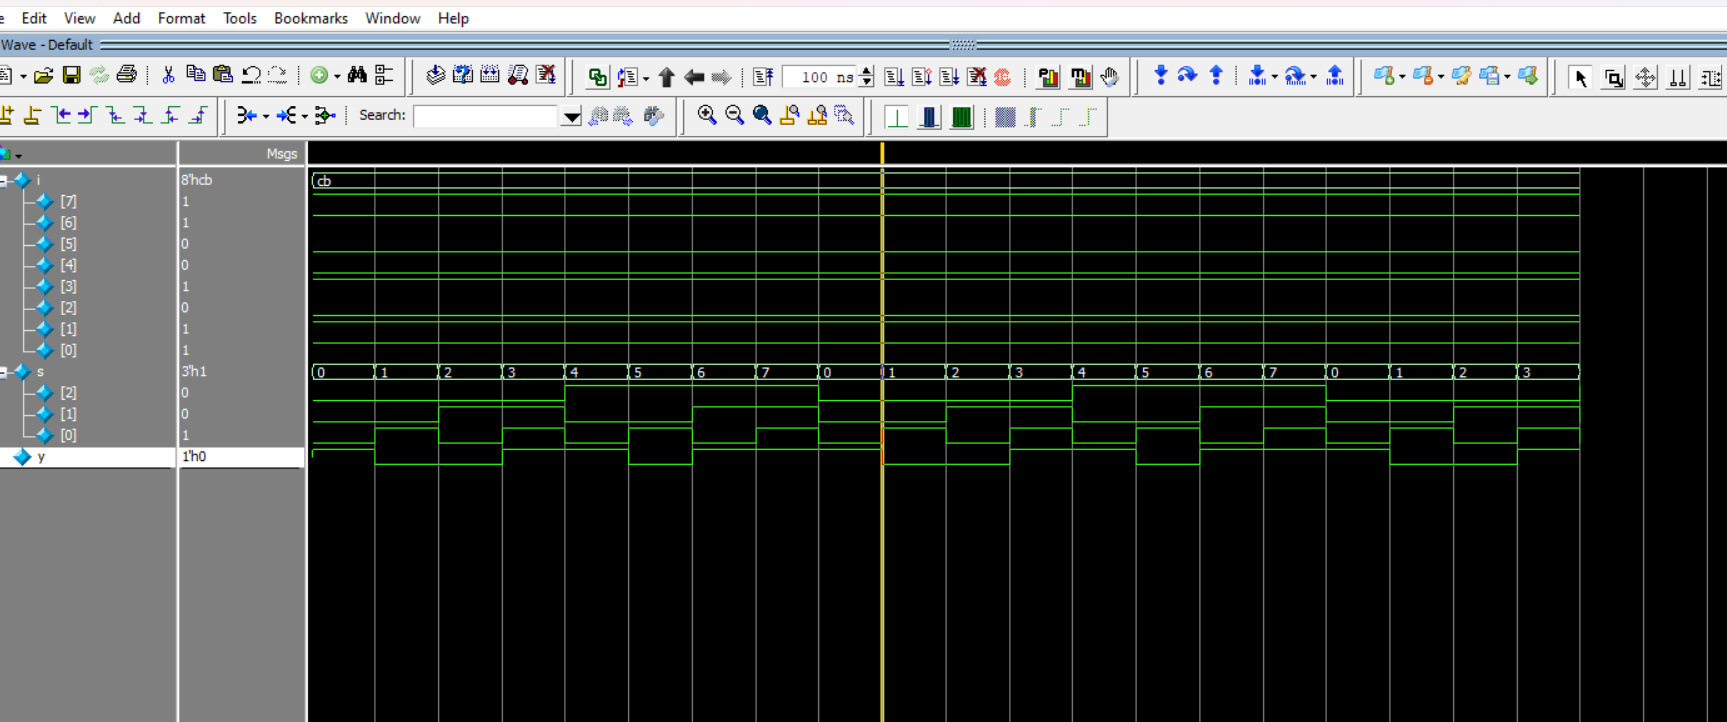 Edit View Add Format Tools Bookmarks Window Help
Wave - Default
100 ns
Search:
Msgs
i 8'hcb cb
[7] 1
[6] 1
[5] 0
[4] 0
[3] 1
[2] 0
[1] 1
[0] 1
s 3'h1 0 1 2 3 4 5 6 7 0 1 2 3 4 5 6 7 0 1 2 3
[2] 0
[1] 0
[0] 1
y 1'h0